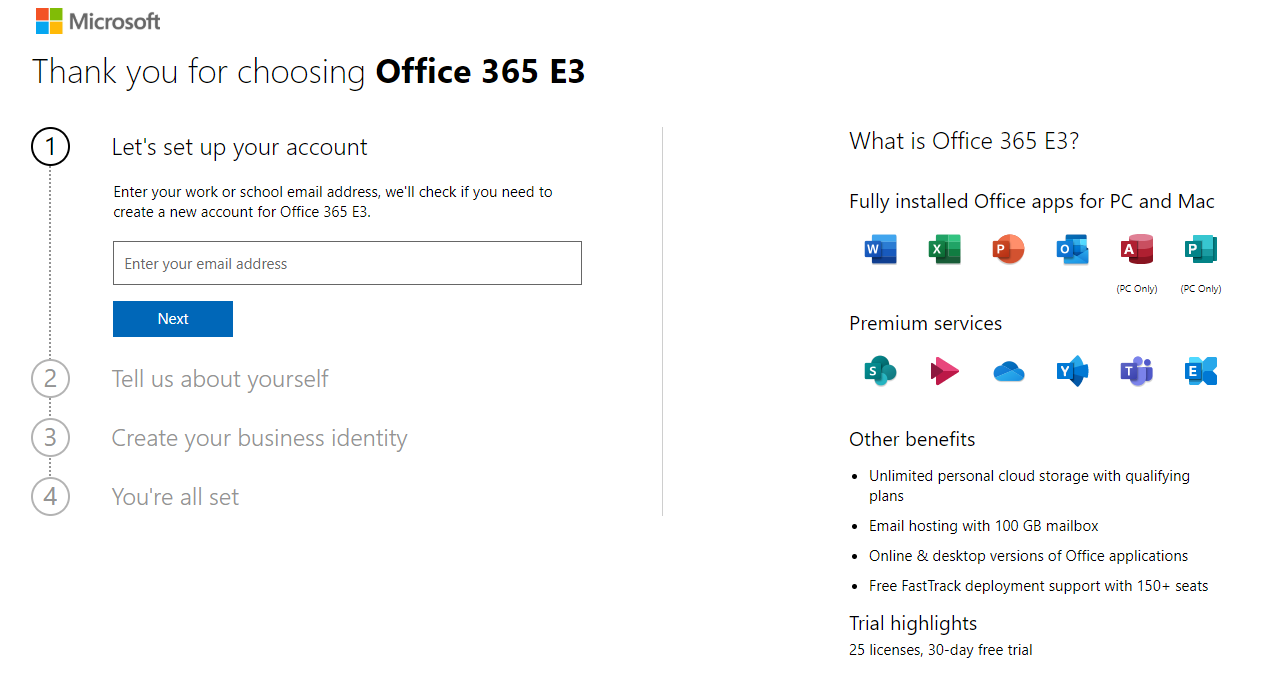 Microsoft
Thank you for choosing Office 365 E3
1
Let's set up your account
Enter your work or school email address, we'll check if you need to
create a new account for Office 365 E3.
Enter your email address
Next
2
Tell us about yourself
3
Create your business identity
4
You're all set
What is Office 365 E3?
Fully installed Office apps for PC and Mac
W X P O A P
(PC Only) (PC Only)
Premium services
S Y T E
Other benefits
• Unlimited personal cloud storage with qualifying
plans
• Email hosting with 100 GB mailbox
• Online & desktop versions of Office applications
• Free FastTrack deployment support with 150+ seats
Trial highlights
25 licenses, 30-day free trial